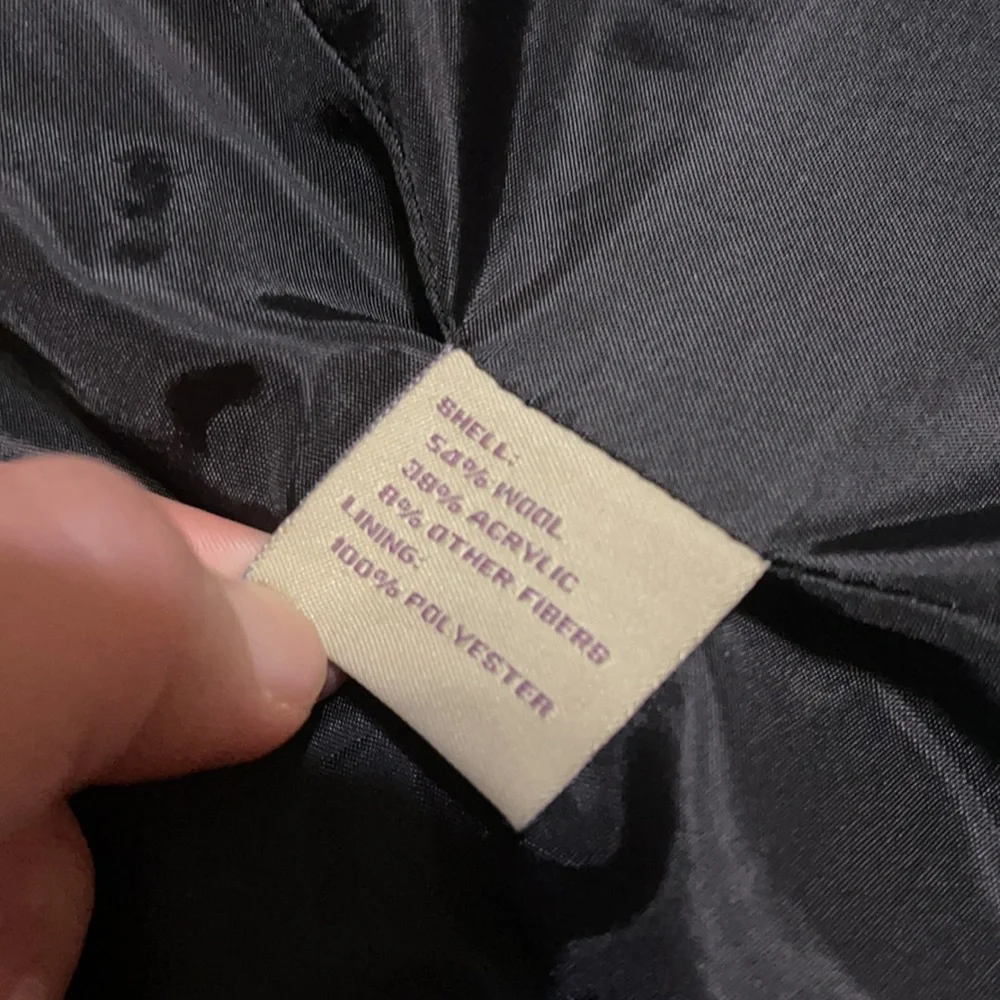 SHELL:
54% WOOL
38% ACRYLIC
8% OTHER FIBERS
LINING:
100% POLYESTER